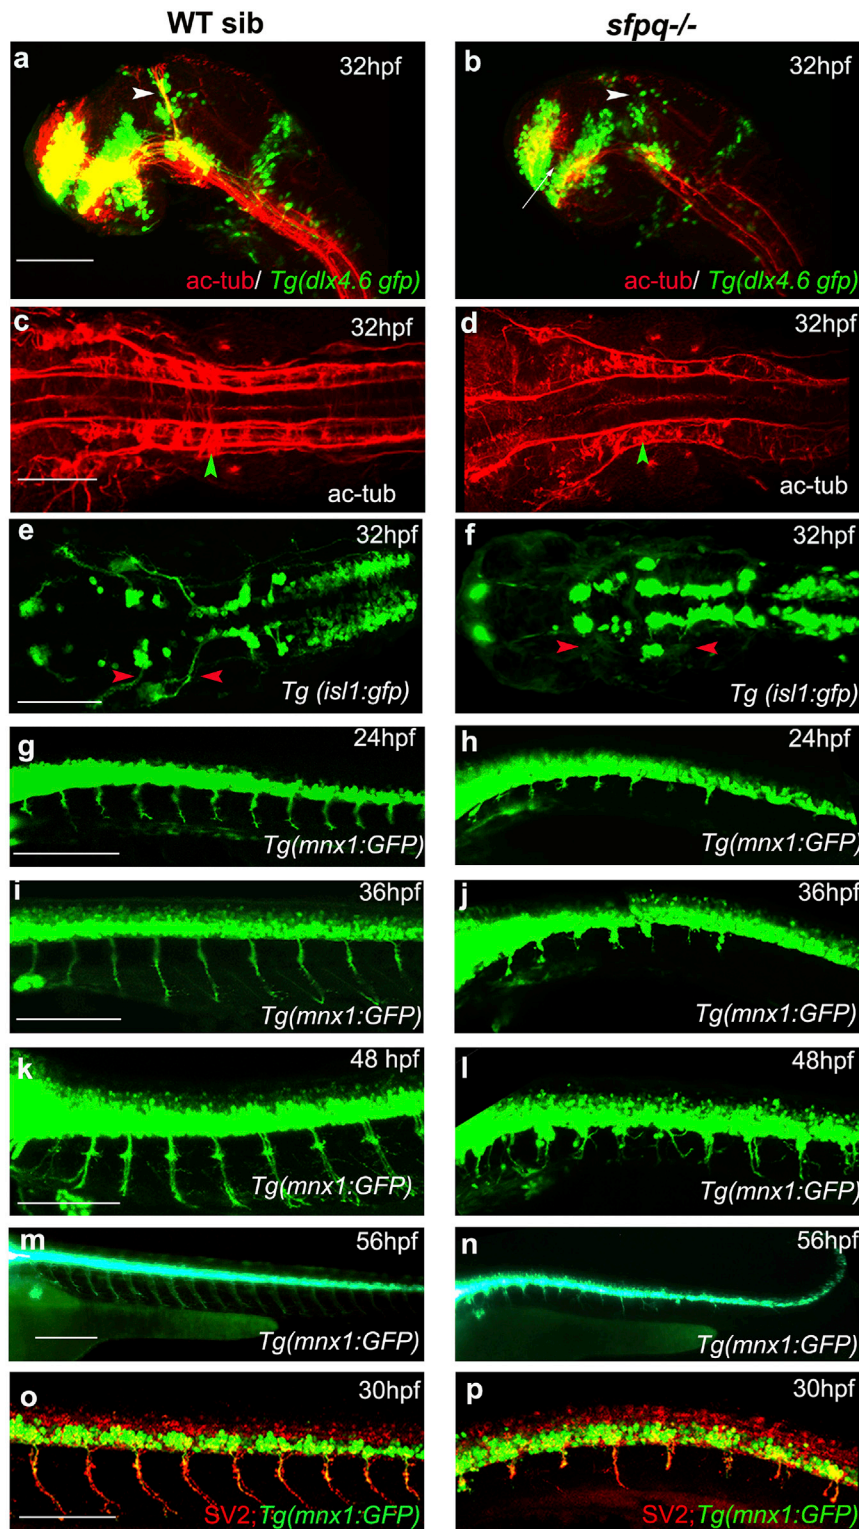 WT sib
sfpq-/-
a
32hpf
ac-tub/ Tg(dlx4.6 gfp)
b
32hpf
ac-tub/ Tg(dlx4.6 gfp)
c
32hpf
ac-tub
d
32hpf
ac-tub
e
32hpf
Tg (isl1:gfp)
f
32hpf
Tg (isl1:gfp)
g
24hpf
Tg(mnx1:GFP)
h
24hpf
Tg(mnx1:GFP)
i
36hpf
Tg(mnx1:GFP)
j
36hpf
Tg(mnx1:GFP)
k
48 hpf
Tg(mnx1:GFP)
l
48hpf
Tg(mnx1:GFP)
m
56hpf
Tg(mnx1:GFP)
n
56hpf
Tg(mnx1:GFP)
o
30hpf
SV2;Tg(mnx1:GFP)
p
30hpf
SV2;Tg(mnx1:GFP)